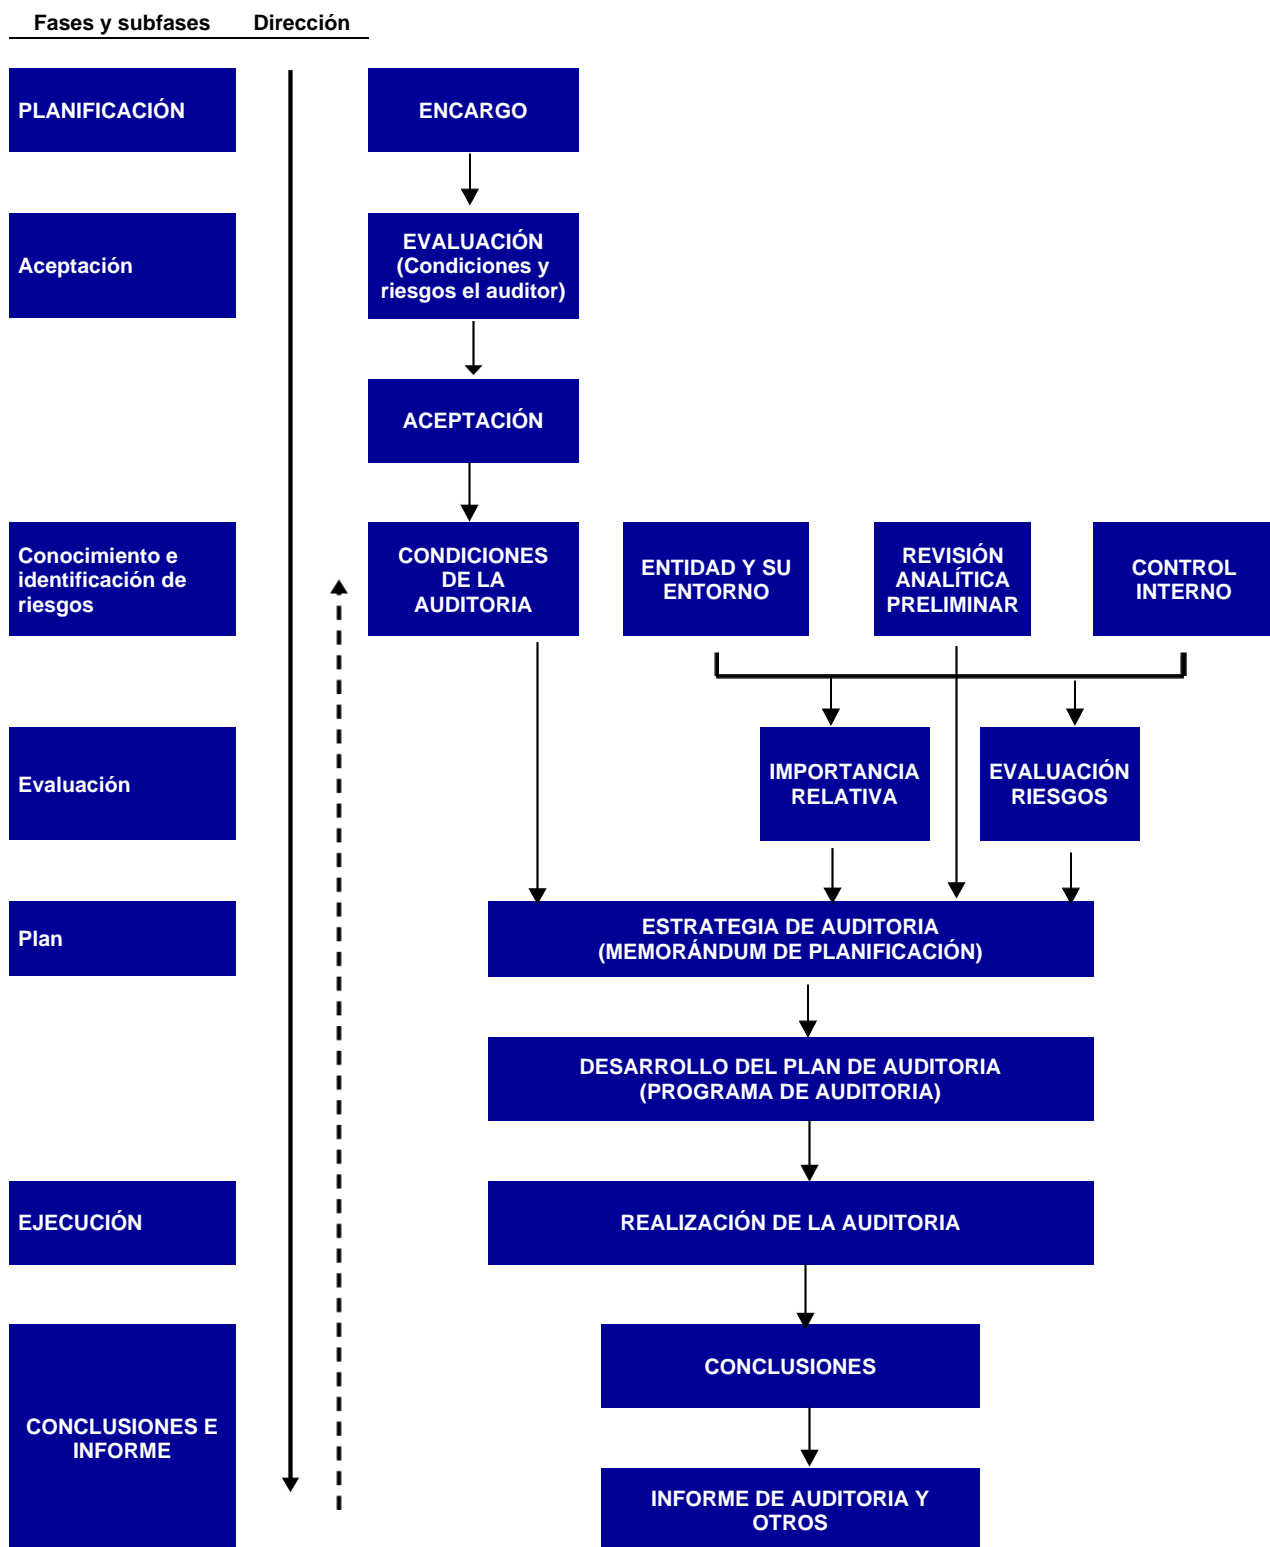 Fases y subfases
Dirección
PLANIFICACIÓN
ENCARGO
Aceptación
EVALUACIÓN
(Condiciones y
riesgos el auditor)
ACEPTACIÓN
Conocimiento e
identificación de
riesgos
CONDICIONES
DE LA
AUDITORIA
ENTIDAD Y SU
ENTORNO
REVISIÓN
ANALÍTICA
PRELIMINAR
CONTROL
INTERNO
Evaluación
IMPORTANCIA
RELATIVA
EVALUACIÓN
RIESGOS
Plan
ESTRATEGIA DE AUDITORIA
(MEMORÁNDUM DE PLANIFICACIÓN)
DESARROLLO DEL PLAN DE AUDITORIA
(PROGRAMA DE AUDITORIA)
EJECUCIÓN
REALIZACIÓN DE LA AUDITORIA
CONCLUSIONES E
INFORME
CONCLUSIONES
INFORME DE AUDITORIA Y
OTROS